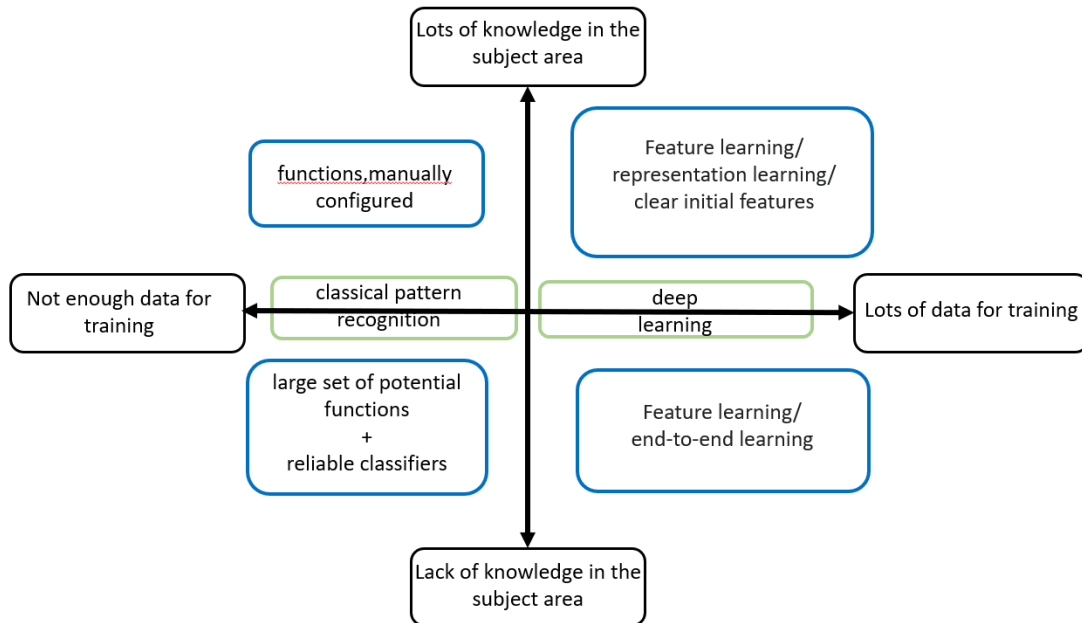 Lots of knowledge in the
subject area
functions,manually
configured
Feature learning/
representation learning/
clear initial features
Not enough data for
training
classical pattern
recognition
deep
learning
Lots of data for training
large set of potential
functions
+
reliable classifiers
Feature learning/
end-to-end learning
Lack of knowledge in the
subject area